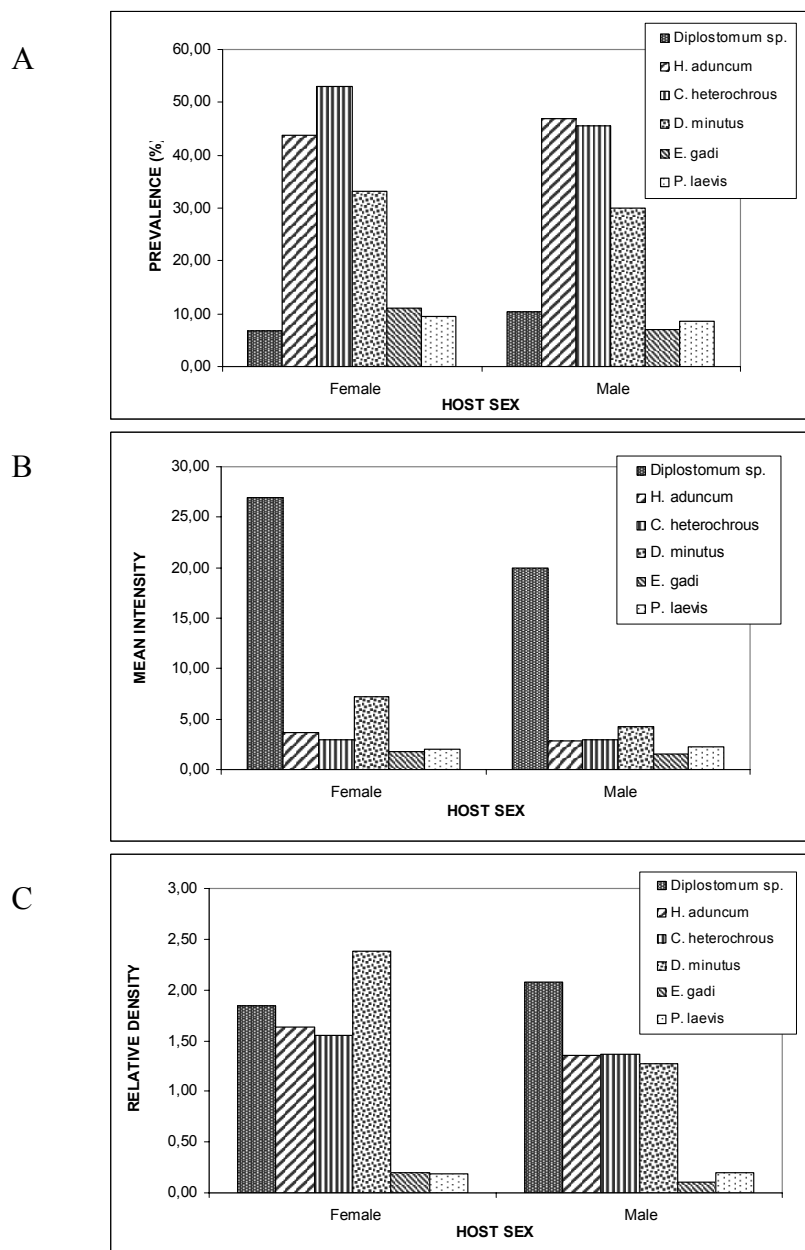 A
60,00
50,00
40,00
30,00
20,00
10,00
0,00
PREVALENCE (%)
Female
Male
HOST SEX
Diplostomum sp.
H. aduncum
C. heterochrous
D. minutus
E. gadi
P. laevis
B
30,00
25,00
20,00
15,00
10,00
5,00
0,00
MEAN INTENSITY
Female
Male
HOST SEX
Diplostomum sp.
H. aduncum
C. heterochrous
D. minutus
E. gadi
P. laevis
C
3,00
2,50
2,00
1,50
1,00
0,50
0,00
RELATIVE DENSITY
Female
Male
HOST SEX
Diplostomum sp.
H. aduncum
C. heterochrous
D. minutus
E. gadi
P. laevis